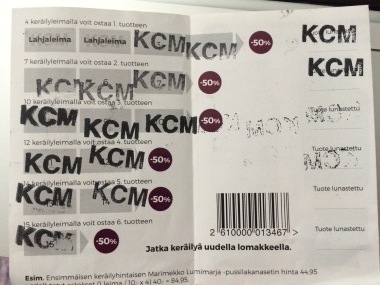 4 keräilyleimalla voit ostaa 1. tuotteen
Lahjaleima Lahjaleima KCM -50% KCM
7 keräilyleimalla voit ostaa 2. tuotteen
KCM
KCM -50%
10 keräilyleimalla voit ostaa 3. tuotteen
Tuote lunastettu
KCM KCM KCM -50% KCM
12 keräilyleimalla voit ostaa 4. tuotteen
KCM KCM -50%
voit ostaa 5. tuotteen
KCM KCM -50%
Tuote lunastettu
15 keräilyleimalla voit ostaa 6. tuotteen
KCM -50%
Tuote lunastettu
2 610000 013467 >
Jatka keräilyä uudella lomakkeella.
Esim. Ensimmäisen keräilyhintaisen Marimekko Lumimarja -pussilakanasetin hinta 44,95